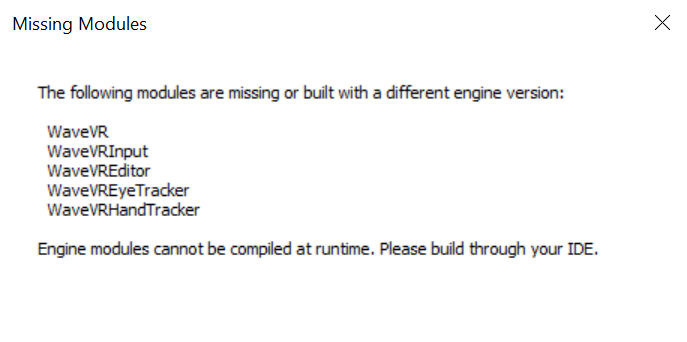 Missing Modules
The following modules are missing or built with a different engine version:
WaveVR
WaveVRInput
WaveVREditor
WaveVREyeTracker
WaveVRHandTracker
Engine modules cannot be compiled at runtime. Please build through your IDE.